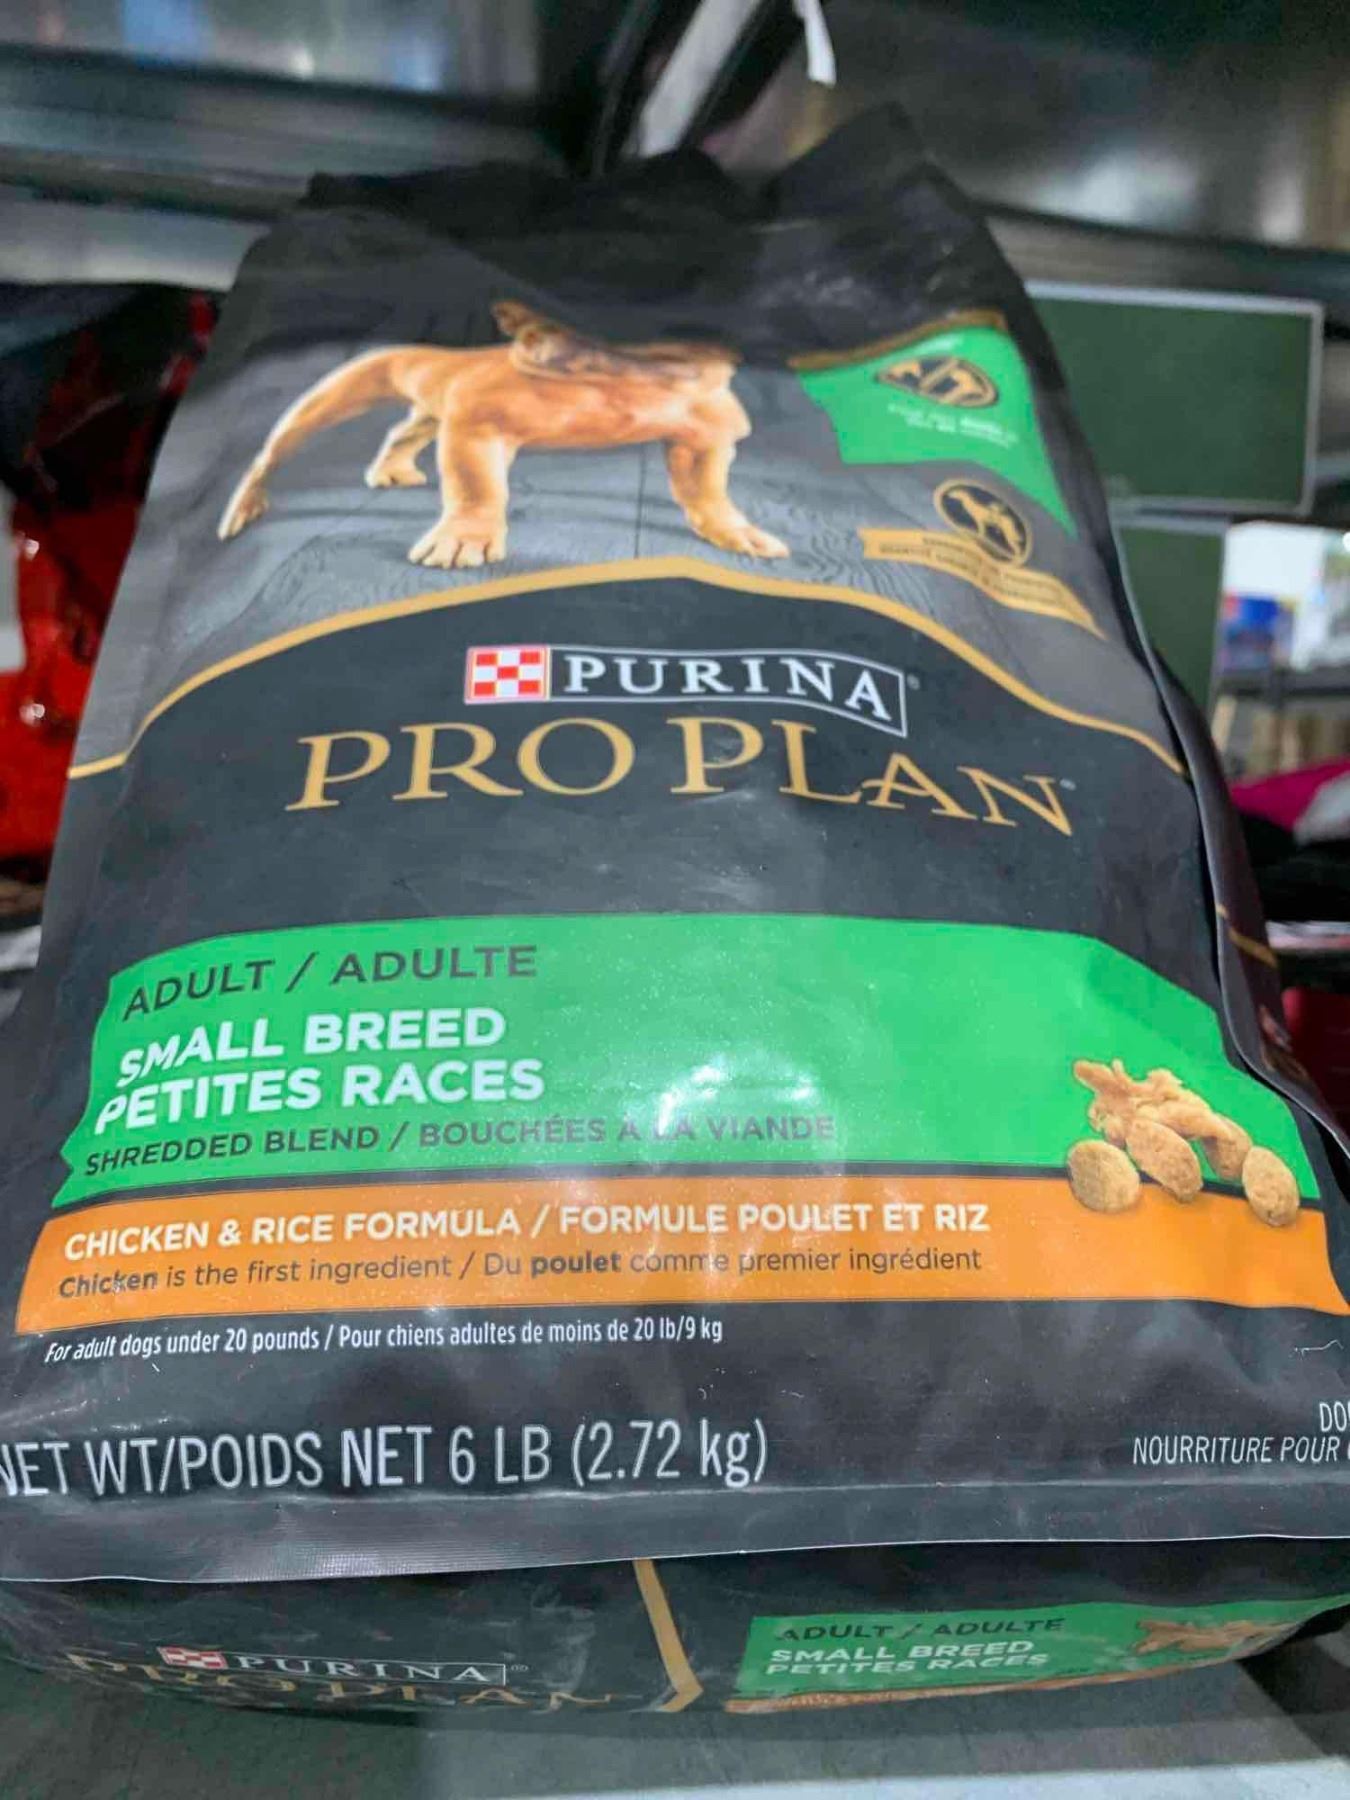 PURINA
PRO PLAN
ADULT / ADULTE
SMALL BREED
PETITES RACES
SHREDDED BLEND / BOUCHÉES À LA VIANDE
CHICKEN & RICE FORMULA / FORMULE POULET ET RIZ
Chicken is the first ingredient / Du poulet comme premier ingrédient
For adult dogs under 20 pounds / Pour chiens adultes de moins de 20 lb/9 kg
NET WT/POIDS NET 6 LB (2.72 kg)
NOURRITURE POUR
PURINA
PRO PLAN
ADULT / ADULTE
SMALL BREED
PETITES RACES